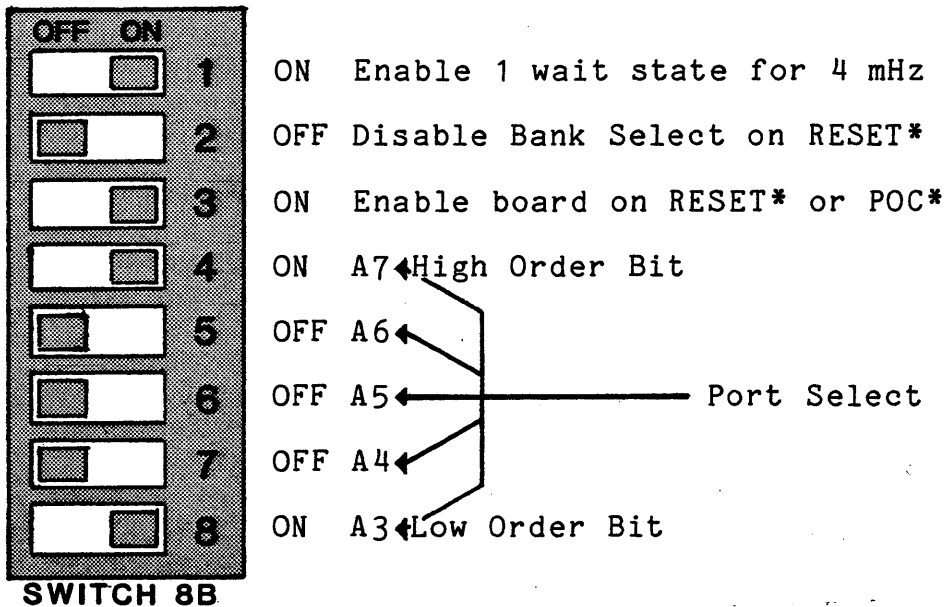 OFF ON
1 ON Enable 1 wait state for 4 mHz
2 OFF Disable Bank Select on RESET*
3 ON Enable board on RESET* or POC*
4 ON A7 High Order Bit
5 OFF A6
6 OFF A5 Port Select
7 OFF A4
8 ON A3 Low Order Bit
SWITCH 8B